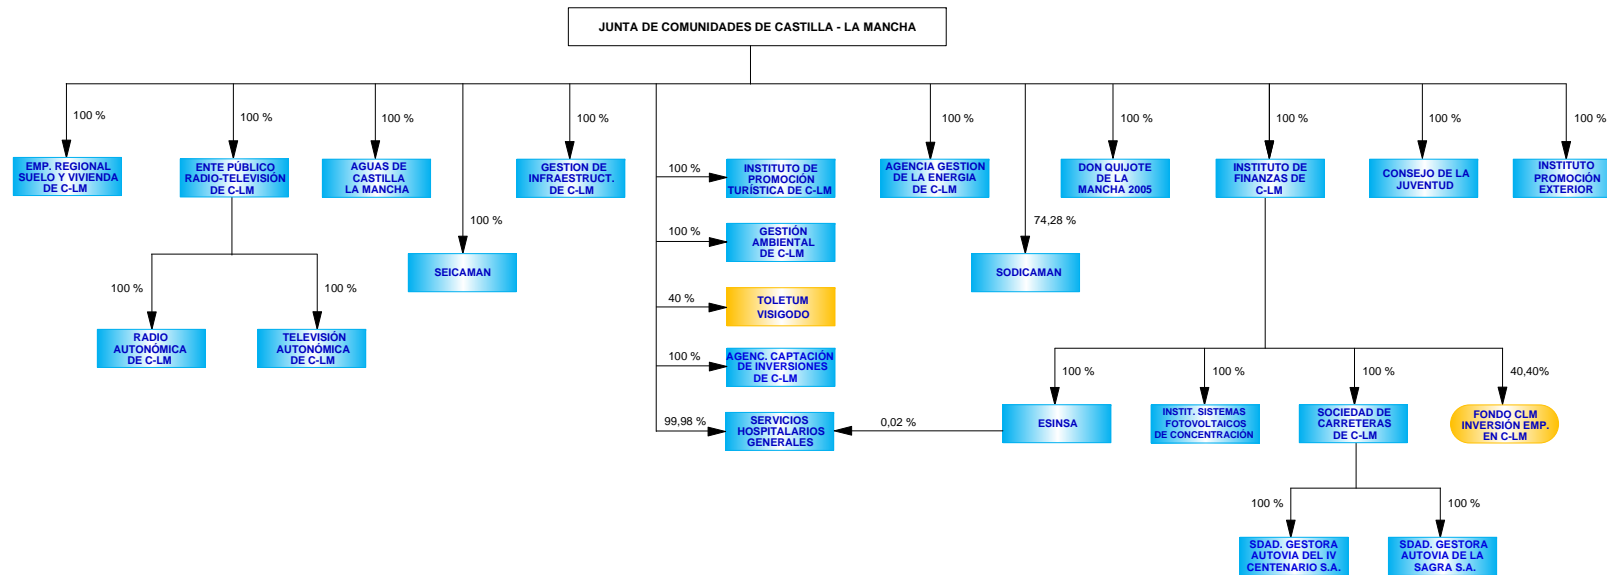 JUNTA DE COMUNIDADES DE CASTILLA - LA MANCHA
100 %
100 %
100 %
100 %
100 %
100 %
100 %
100 %
100 %
EMP. REGIONAL
SUELO Y VIVIENDA
DE C-LM
ENTE PÚBLICO
RADIO-TELEVISIÓN
DE C-LM
AGUAS DE
CASTILLA
LA MANCHA
GESTION DE
INFRAESTRUCT.
DE C-LM
100 %
INSTITUTO DE
PROMOCIÓN
TURÍSTICA DE C-LM
AGENCIA GESTION
DE LA ENERGIA
DE C-LM
DON QUIJOTE
DE LA
MANCHA 2005
INSTITUTO DE
FINANZAS DE
C-LM
CONSEJO DE LA
JUVENTUD
INSTITUTO
PROMOCIÓN
EXTERIOR
100 %
SEICAMAN
100 %
GESTIÓN
AMBIENTAL
DE C-LM
74,28 %
SODICAMAN
100 %
100 %
RADIO
AUTONÓMICA
DE C-LM
TELEVISIÓN
AUTONÓMICA
DE C-LM
40 %
TOLETUM
VISIGODO
100 %
AGENC. CAPTACIÓN
DE INVERSIONES
DE C-LM
99,98 %
SERVICIOS
HOSPITALARIOS
GENERALES
0,02 %
100 %
100 %
100 %
40,40%
ESINSA
INSTIT. SISTEMAS
FOTOVOLTAICOS
DE CONCENTRACIÓN
SOCIEDAD DE
CARRETERAS
DE C-LM
FONDO CLM
INVERSIÓN EMP.
EN C-LM
100 %
100 %
SDAD. GESTORA
AUTOVIA DEL IV
CENTENARIO S.A.
SDAD. GESTORA
AUTOVIA DE LA
SAGRA S.A.